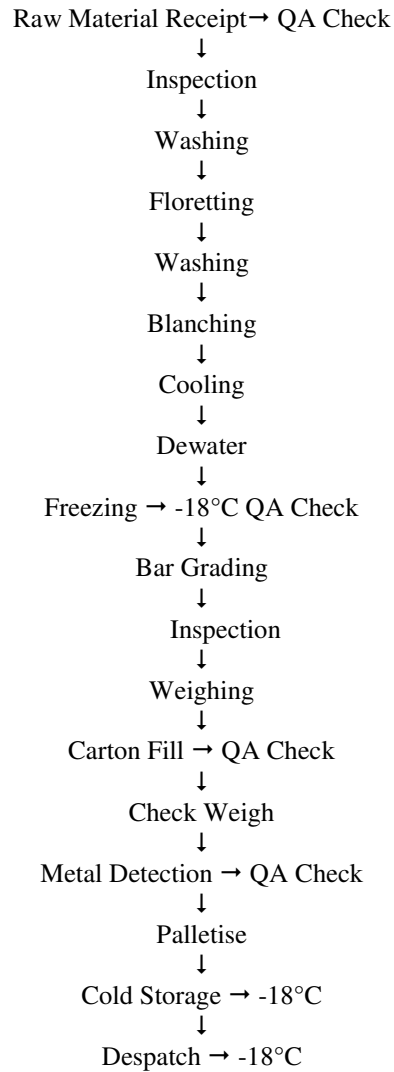 Raw Material Receipt→ QA Check
↓
Inspection
↓
Washing
↓
Floretting
↓
Washing
↓
Blanching
↓
Cooling
↓
Dewater
↓
Freezing → -18°C QA Check
↓
Bar Grading
↓
Inspection
↓
Weighing
↓
Carton Fill → QA Check
↓
Check Weigh
↓
Metal Detection → QA Check
↓
Palletise
↓
Cold Storage → -18°C
↓
Despatch → -18°C